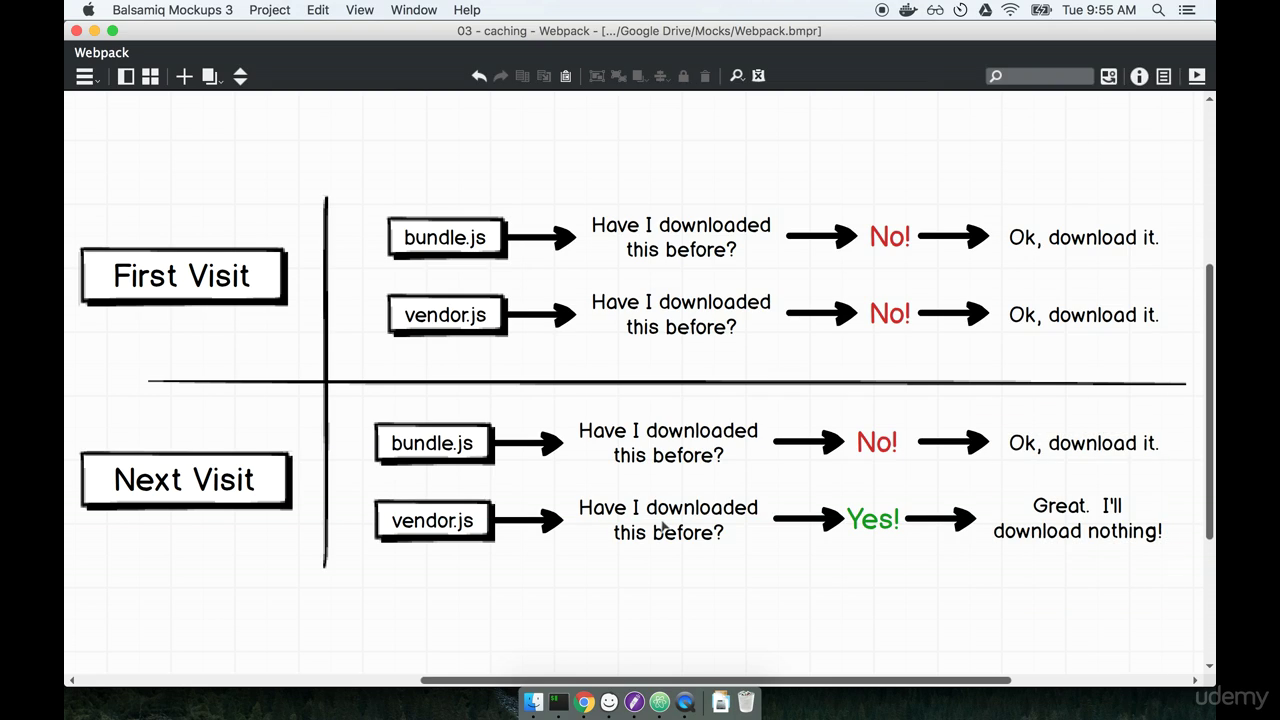 Balsamiq Mockups 3 Project Edit View Window Help Tue 9:55 AM
03 - caching - Webpack - [.../Google Drive/Mocks/Webpack.bmpr]
Webpack
First Visit
bundle.js
Have I downloaded
this before?
No!
Ok, download it.
vendor.js
Have I downloaded
this before?
No!
Ok, download it.
Next Visit
bundle.js
Have I downloaded
this before?
No!
Ok, download it.
vendor.js
Have I downloaded
this before?
Yes!
Great. I'll
download nothing!
udemy